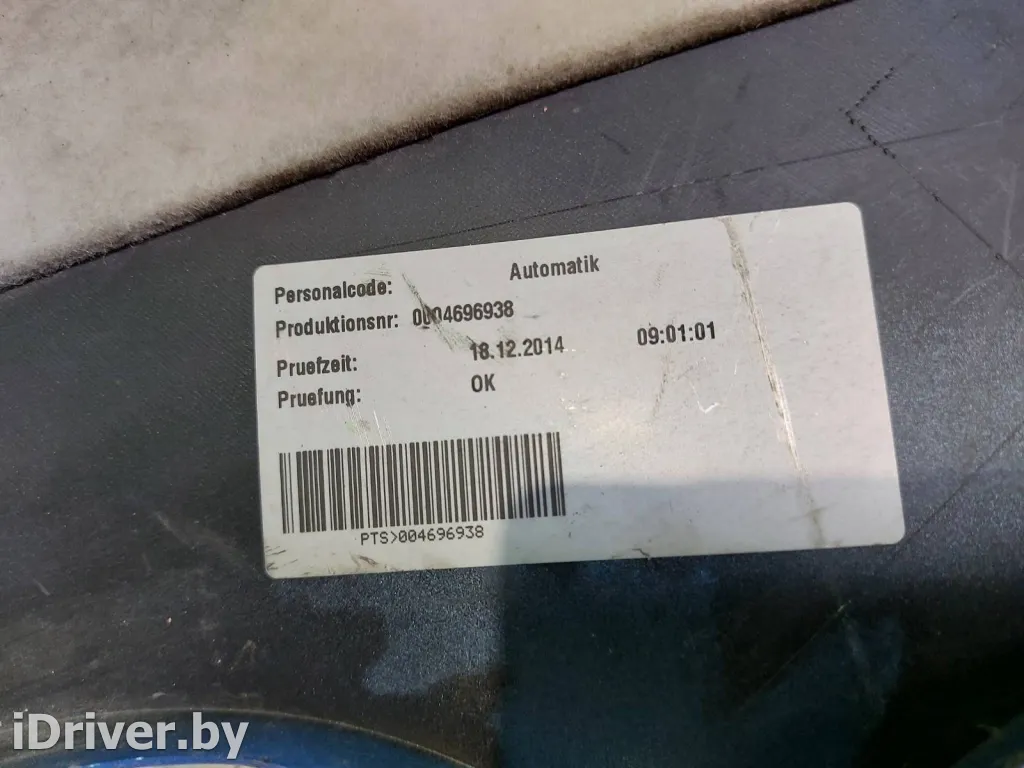 Personalcode: Automatik
Produktionsnr: 0004696938
Pruefzeit: 18.12.2014 09:01:01
Pruefung: OK
PTS>004696938
iDriver.by